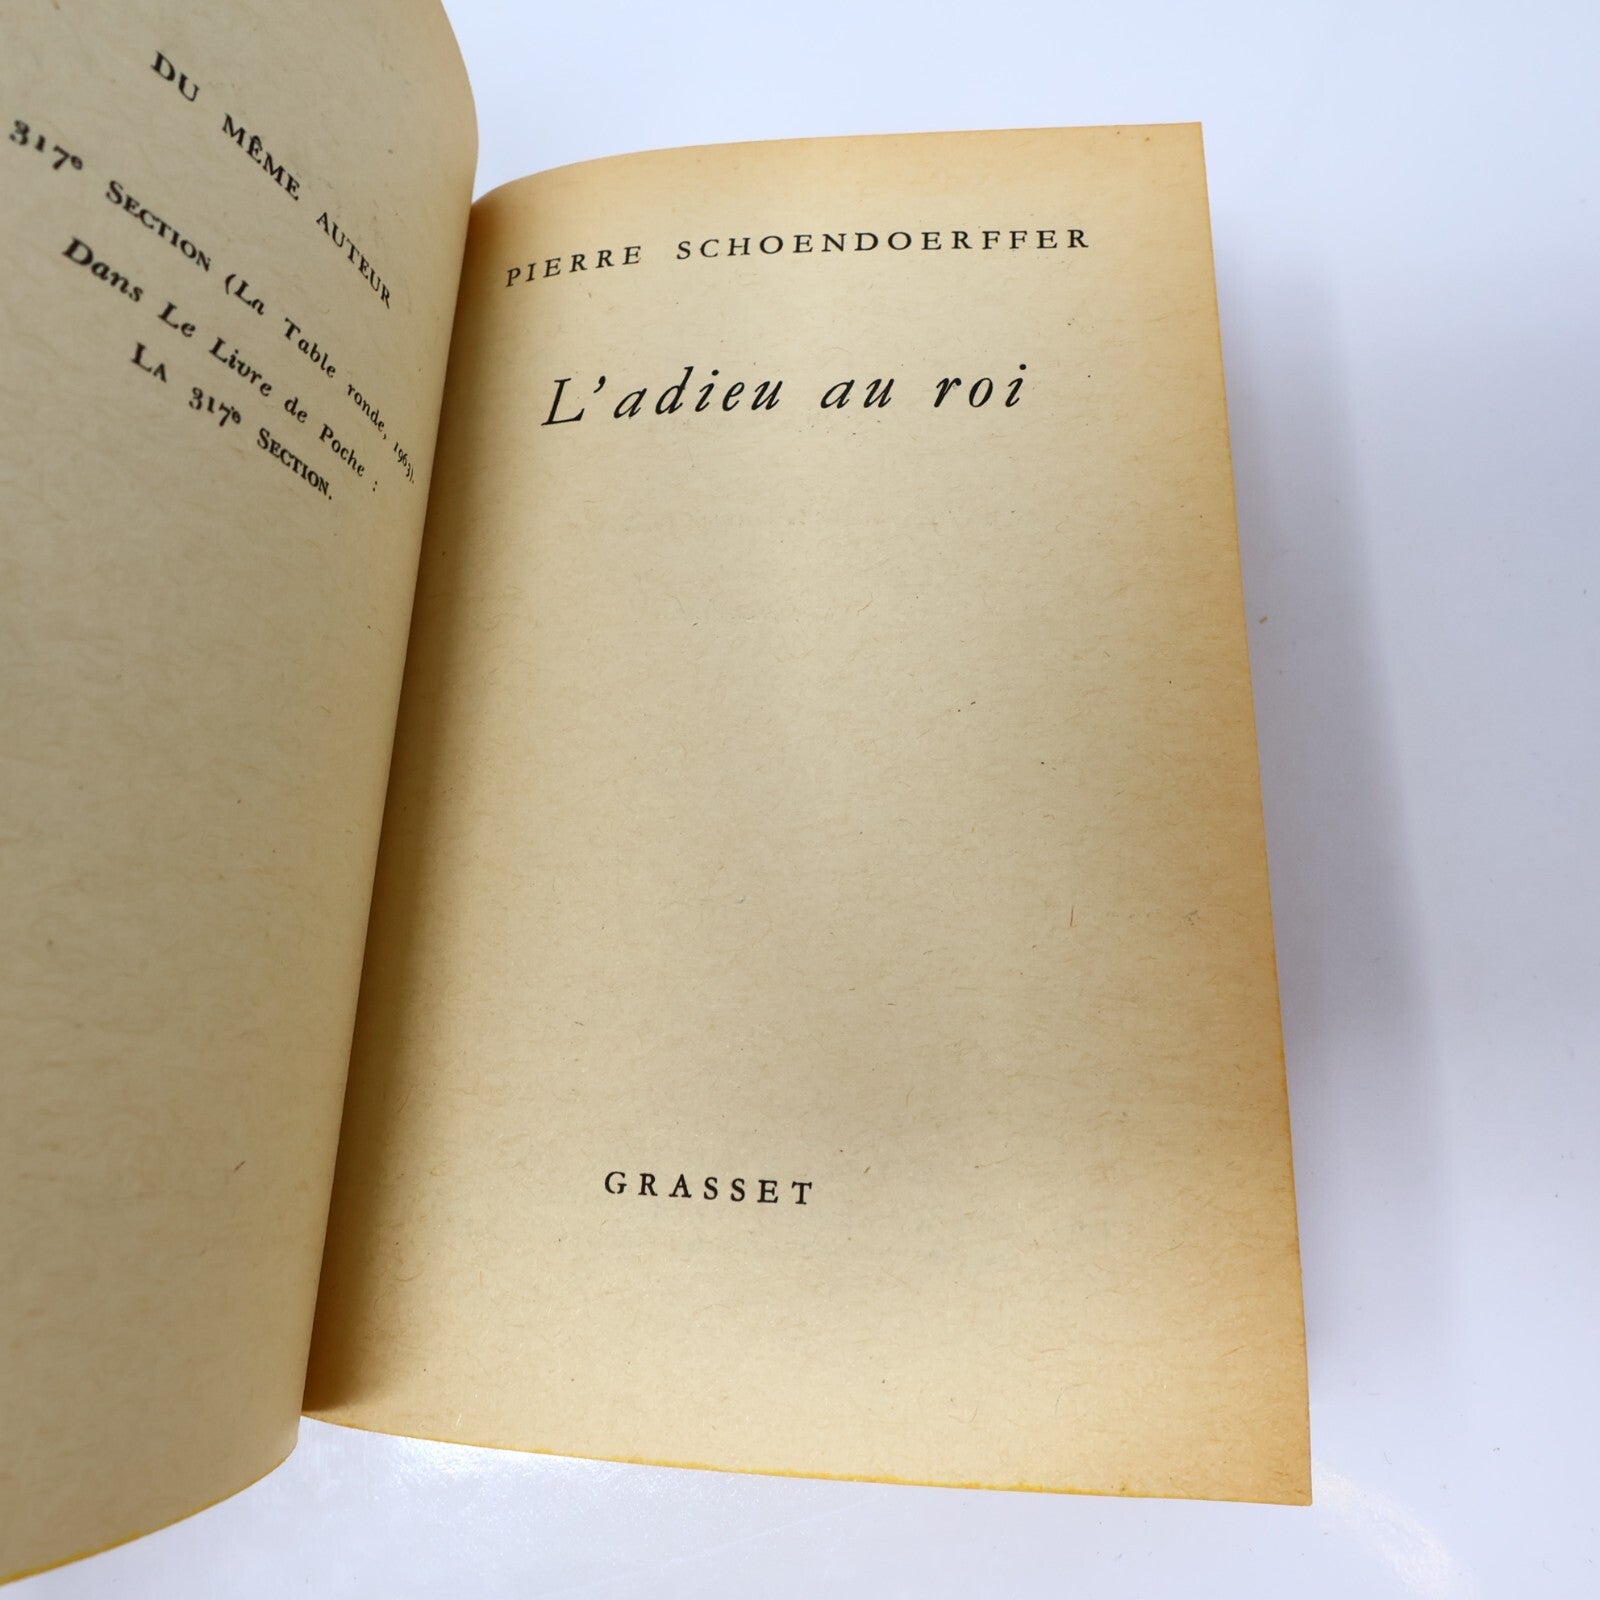 DU MÊME AUTEUR
317e SECTION (La Table ronde, 1963).
Dans Le Livre de Poche :
LA 317e SECTION.
PIERRE SCHOENDOERFFER
L'adieu au roi
GRASSET